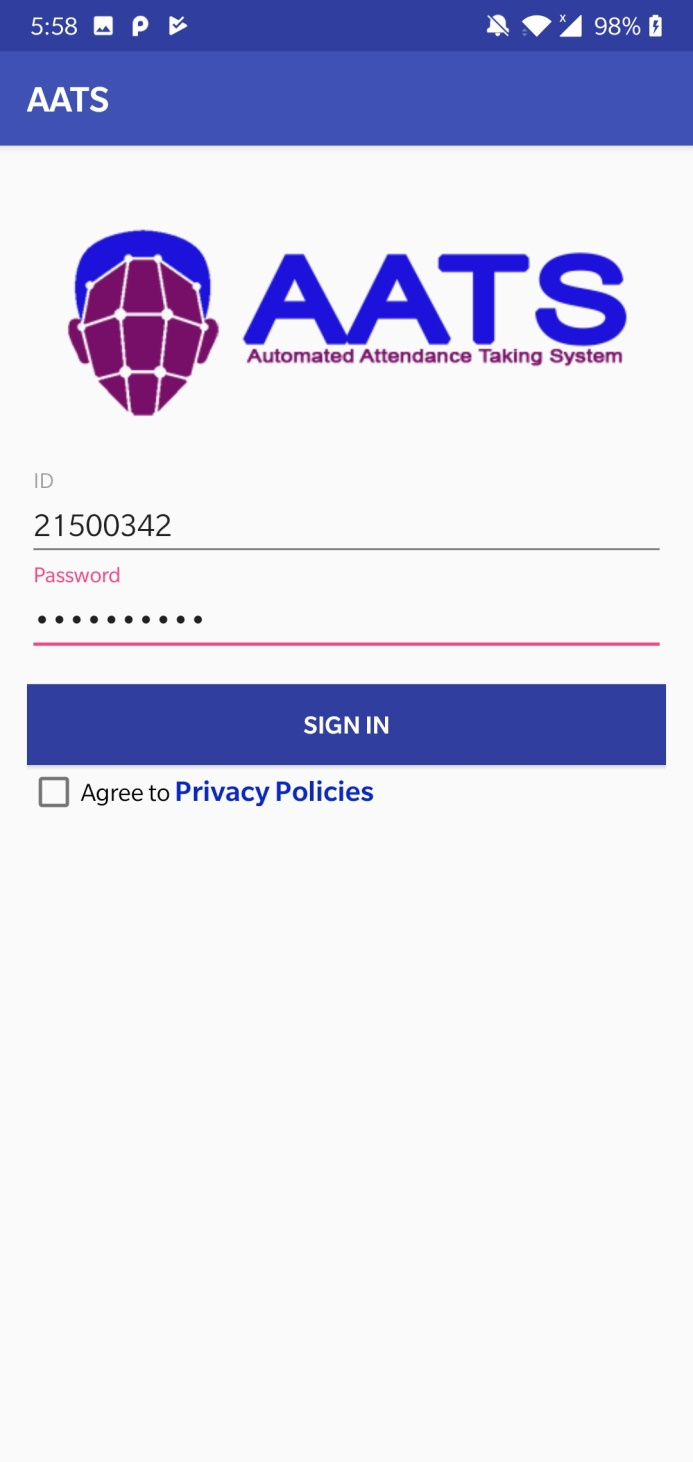 5:58 98%
AATS
AATS
Automated Attendance Taking System
ID
21500342
Password
••••••••••
SIGN IN
Agree to Privacy Policies